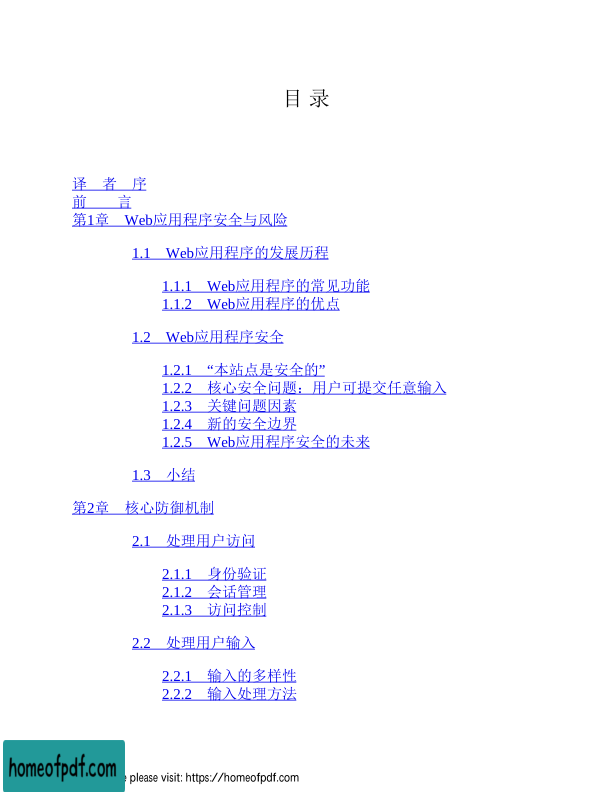 目 录
译　者　序
前　　言
第1章　Web应用程序安全与风险
1.1　Web应用程序的发展历程
1.1.1　Web应用程序的常见功能
1.1.2　Web应用程序的优点
1.2　Web应用程序安全
1.2.1　“本站点是安全的”
1.2.2　核心安全问题：用户可提交任意输入
1.2.3　关键问题因素
1.2.4　新的安全边界
1.2.5　Web应用程序安全的未来
1.3　小结
第2章　核心防御机制
2.1　处理用户访问
2.1.1　身份验证
2.1.2　会话管理
2.1.3　访问控制
2.2　处理用户输入
2.2.1　输入的多样性
2.2.2　输入处理方法
homeofpdf.com
please visit: https://homeofpdf.com